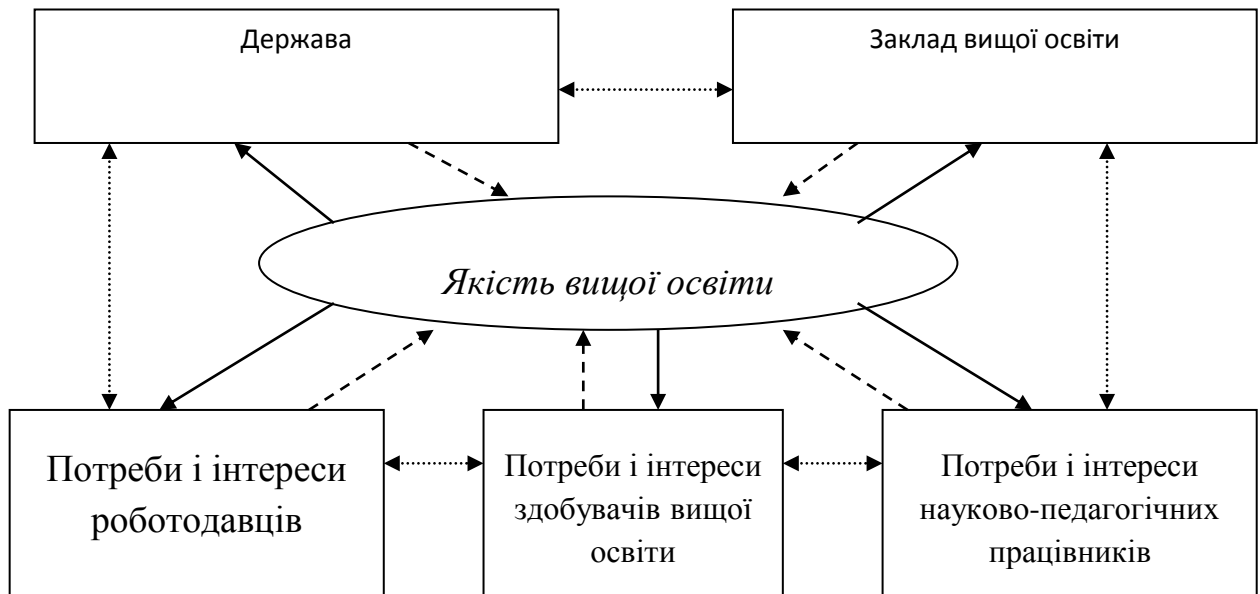 Держава
Заклад вищої освіти
Якість вищої освіти
Потреби і інтереси
роботодавців
Потреби і інтереси
здобувачів вищої
освіти
Потреби і інтереси
науково-педагогічних
працівників